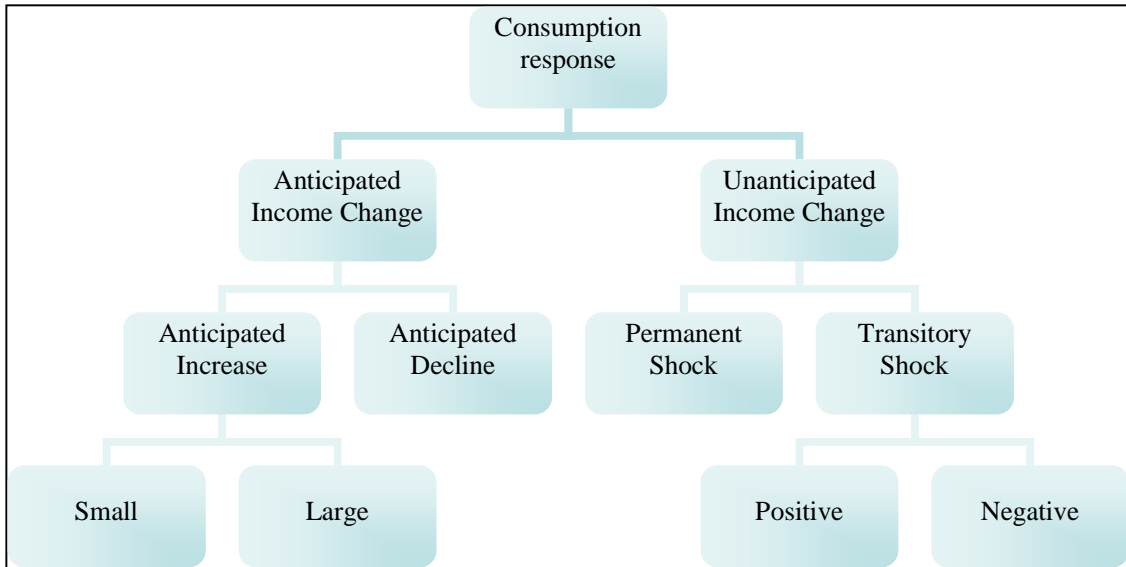 Consumption
response
Anticipated
Income Change
Unanticipated
Income Change
Anticipated
Increase
Anticipated
Decline
Permanent
Shock
Transitory
Shock
Small
Large
Positive
Negative